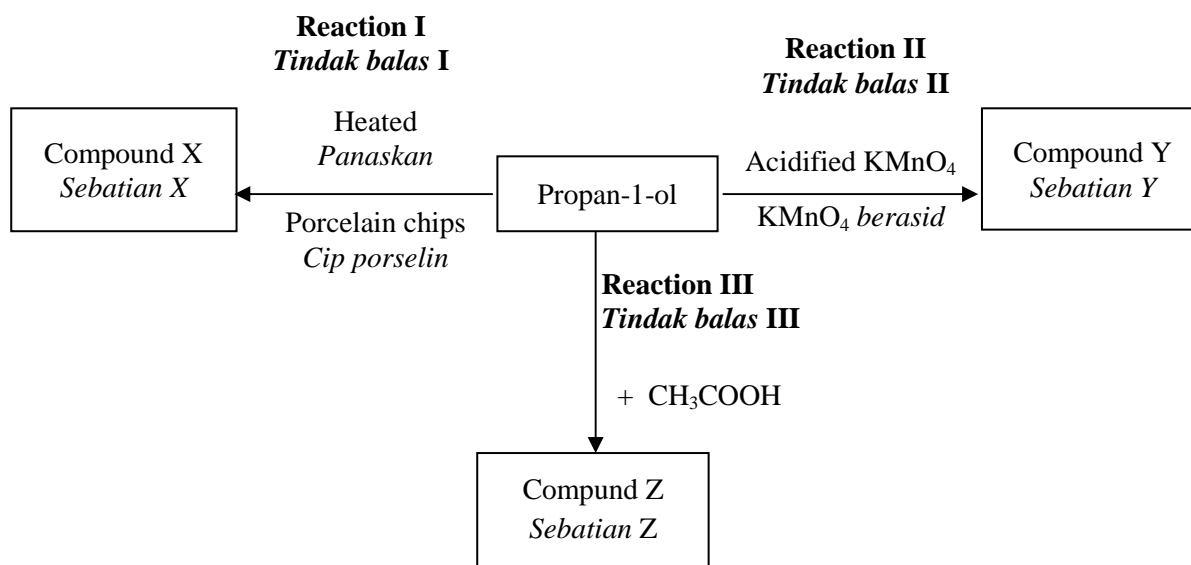 Reaction I
Tindak balas I
Reaction II
Tindak balas II
Compound X
Sebatian X
Heated
Panaskan
Porcelain chips
Cip porselin
Propan-1-ol
Acidified KMnO₄
KMnO₄ berasid
Compound Y
Sebatian Y
Reaction III
Tindak balas III
+ CH₃COOH
Compund Z
Sebatian Z